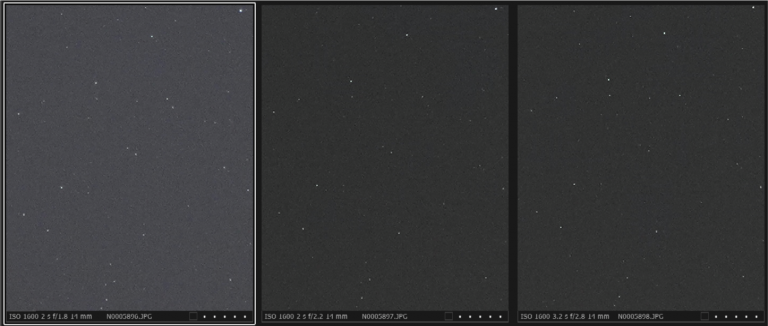 ISO 1600 2 s f/1.8 14 mm N0005896.JPG
ISO 1600 2 s f/2.2 14 mm N0005897.JPG
ISO 1600 3.2 s f/2.8 14 mm N0005898.JPG